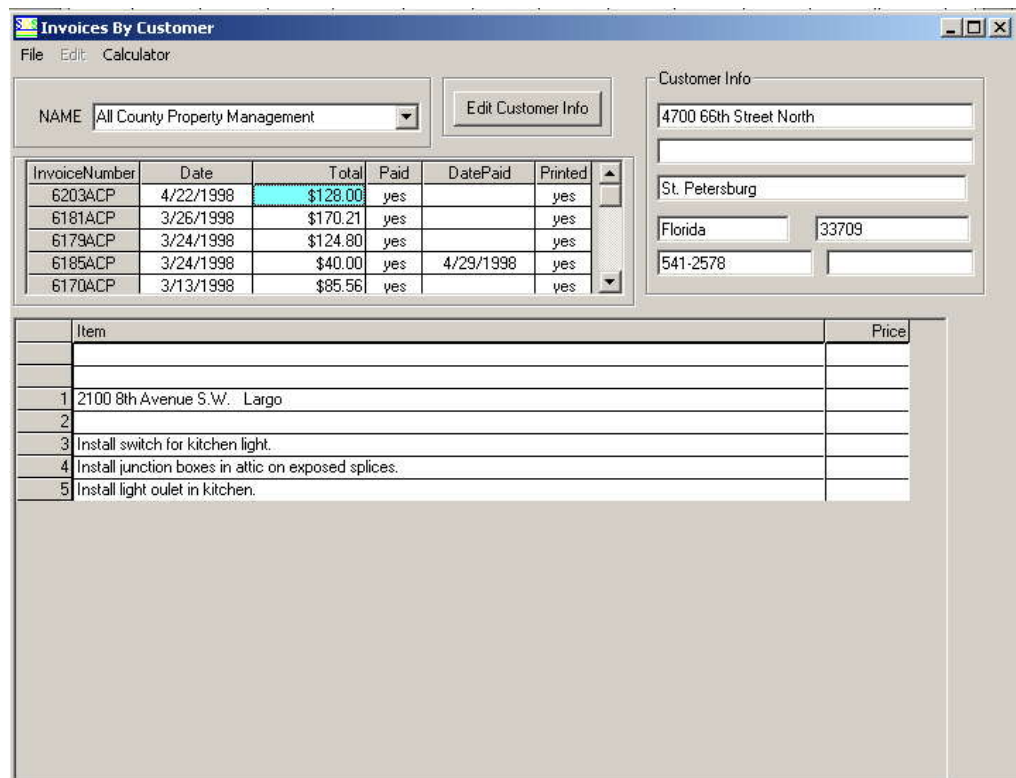 Invoices By Customer
File Edit Calculator
NAME All County Property Management
Edit Customer Info
Customer Info
4700 66th Street North
St. Petersburg
Florida 33709
541-2578
InvoiceNumber Date Total Paid DatePaid Printed
6203ACP 4/22/1998 $128.00 yes yes
6181ACP 3/26/1998 $170.21 yes yes
6179ACP 3/24/1998 $124.80 yes yes
6185ACP 3/24/1998 $40.00 yes 4/29/1998 yes
6170ACP 3/13/1998 $85.56 yes yes
Item Price
1 2100 8th Avenue S.W. Largo
2
3 Install switch for kitchen light.
4 Install junction boxes in attic on exposed splices.
5 Install light oulet in kitchen.